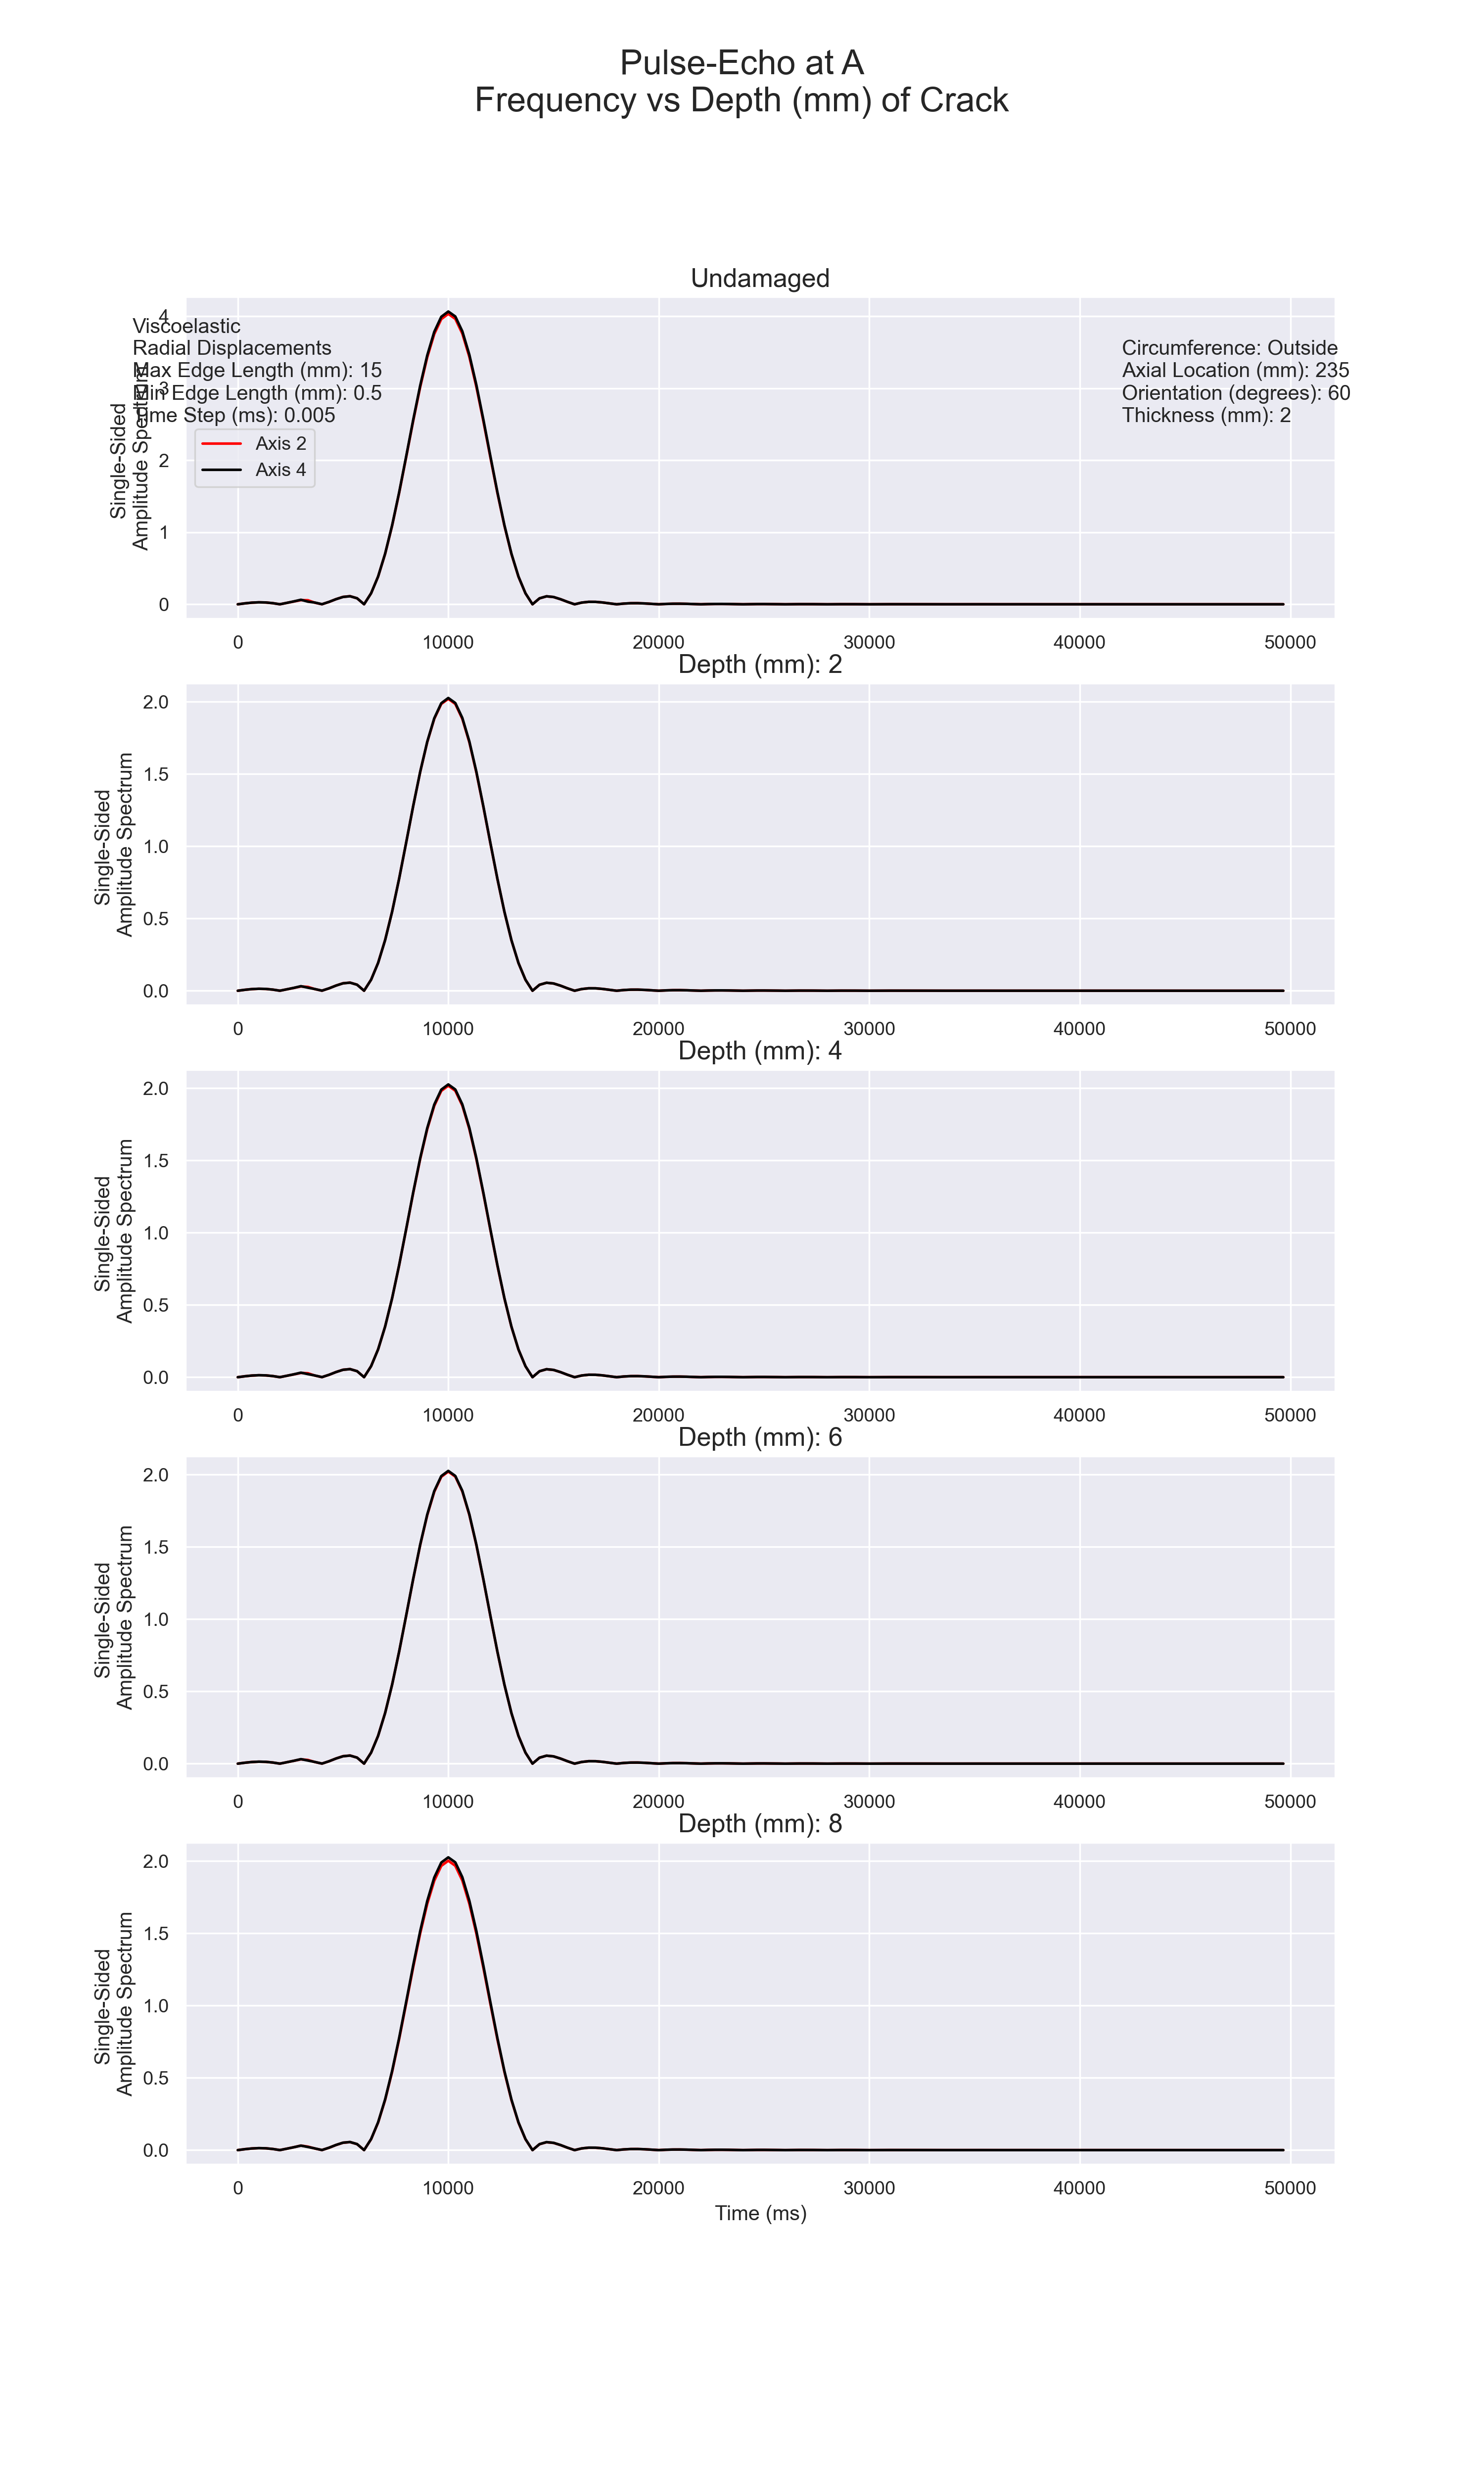 Pulse-Echo at A
Frequency vs Depth (mm) of Crack
Undamaged
Viscoelastic
Radial Displacements
Max Edge Length (mm): 15
Min Edge Length (mm): 0.5
Time Step (ms): 0.005
Circumference: Outside
Axial Location (mm): 235
Orientation (degrees): 60
Thickness (mm): 2
Axis 2
Axis 4
Single-Sided
Amplitude Spectrum
4
3
2
1
0
0 10000 20000 30000 40000 50000
Depth (mm): 2
Single-Sided
Amplitude Spectrum
2.0
1.5
1.0
0.5
0.0
0 10000 20000 30000 40000 50000
Depth (mm): 4
Single-Sided
Amplitude Spectrum
2.0
1.5
1.0
0.5
0.0
0 10000 20000 30000 40000 50000
Depth (mm): 6
Single-Sided
Amplitude Spectrum
2.0
1.5
1.0
0.5
0.0
0 10000 20000 30000 40000 50000
Depth (mm): 8
Single-Sided
Amplitude Spectrum
2.0
1.5
1.0
0.5
0.0
0 10000 20000 30000 40000 50000
Time (ms)